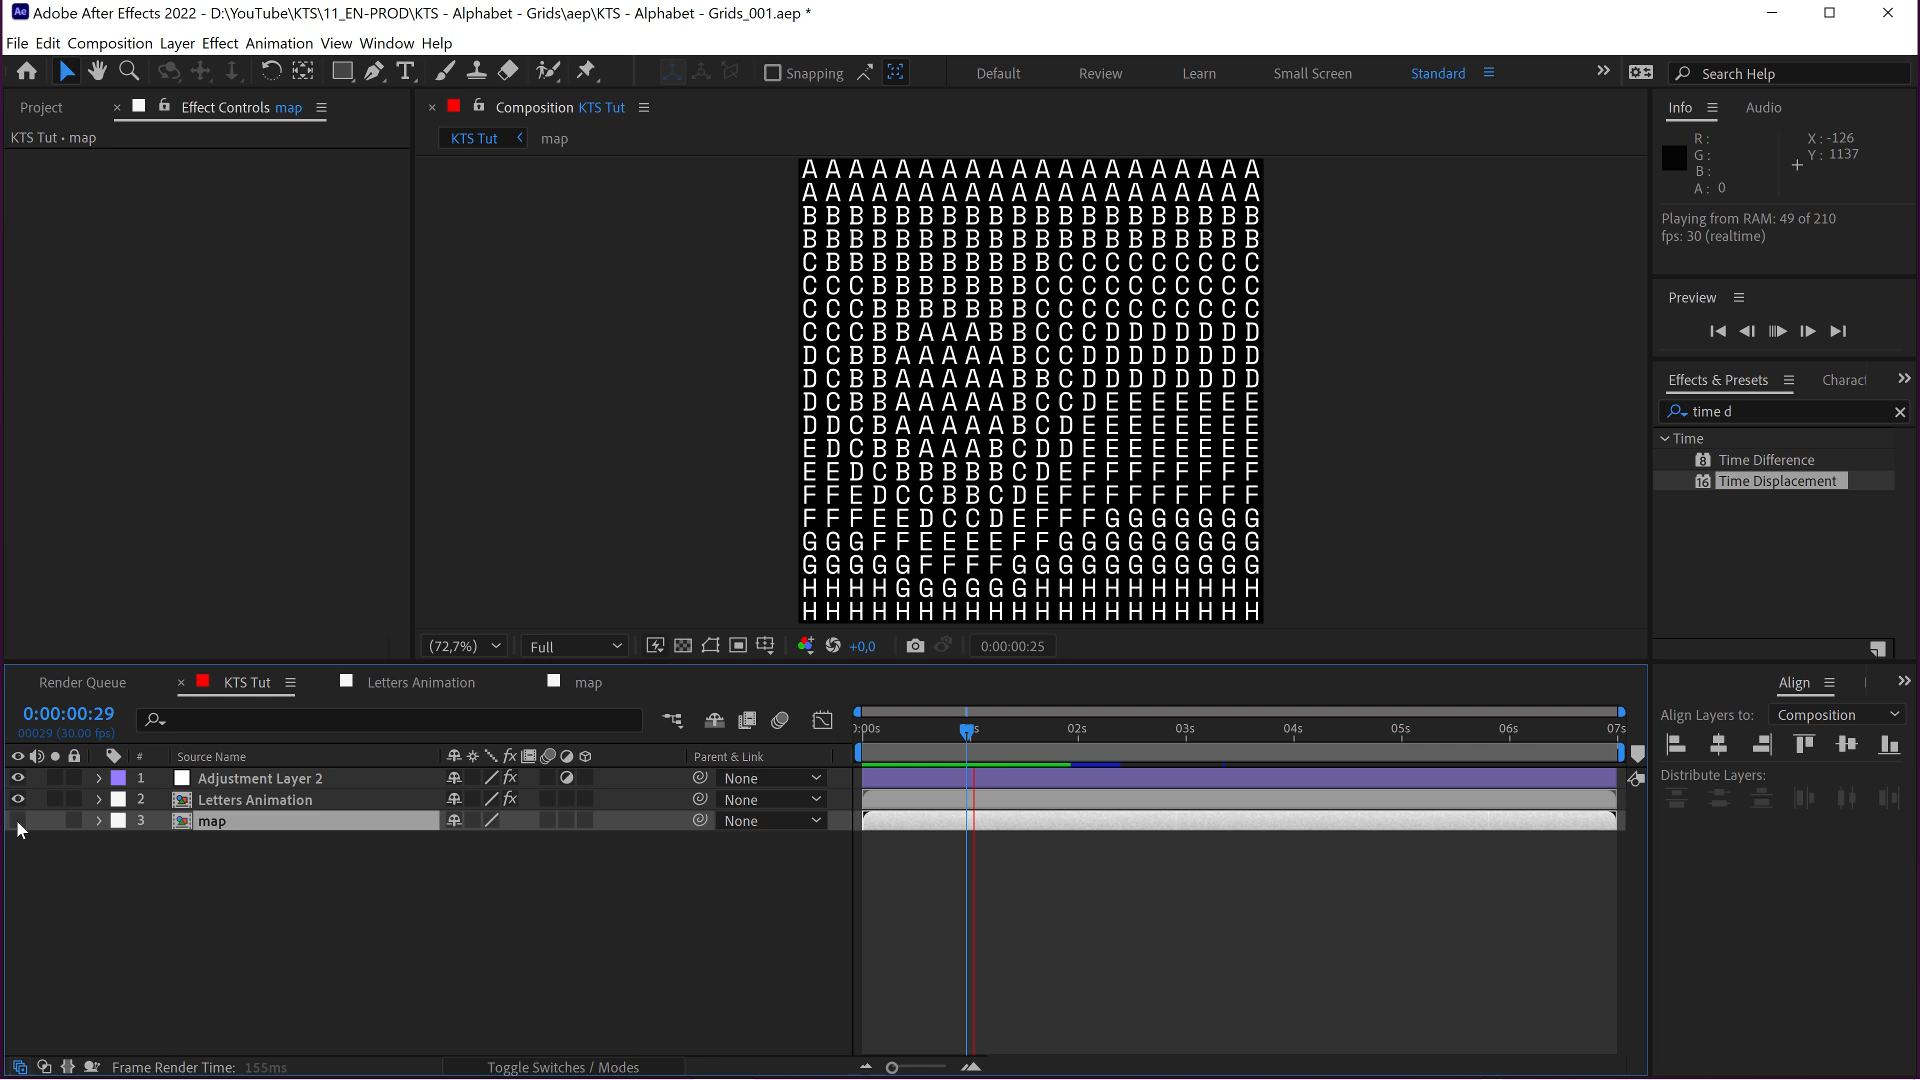 Ae Adobe After Effects 2022 - D:\YouTube\KTS\11_EN-PROD\KTS - Alphabet - Grids\aep\KTS - Alphabet - Grids_001.aep *
File Edit Composition Layer Effect Animation View Window Help
Snapping Default Review Learn Small Screen Standard Search Help
Project Effect Controls map
KTS Tut • map
Composition KTS Tut
KTS Tut map
A A A A A A A A A A A A A A A A A A A A
A A A A A A A A A A A A A A A A A A A A
B B B B B B B B B B B B B B B B B B B B
B B B B B B B B B B B B B B B B B B B B
C B B B B B B B B B B C C C C C C C C C
C C C B B B B B B B C C C C C C C C C C
C C C B B B B B B B C C C C C C C C C C
C C C B B A A A B B C C C D D D D D D D
D C B B A A A A A B C C D D D D D D D D
D C B B A A A A A B B C D D D D D D D D
D C B B A A A A A B C C D E E E E E E E
D D C B A A A A A B C D E E E E E E E E
E D C B B A A A B C D D E E E E E E E E
E E D C B B B B B C D E F F F F F F F F
F F E D C C B B C D E F F F F F F F F F
F F F E E D C C D E F F F G G G G G G G
G G G F F E E E E F F G G G G G G G G G
G G G G G F F F F G G G G G G G G G G G
H H H H G G G G G G H H H H H H H H H H
H H H H H H H H H H H H H H H H H H H H
(72,7%) Full +0,0 0:00:00:25
Info Audio
R :
G :
B :
A : 0
X : -126
Y : 1137
Playing from RAM: 49 of 210
fps: 30 (realtime)
Preview
Effects & Presets Charact
time d
Time
8 Time Difference
16 Time Displacement
Render Queue KTS Tut Letters Animation map
0:00:00:29
00029 (30.00 fps)
# Source Name fx Parent & Link
1 Adjustment Layer 2 fx None
2 Letters Animation fx None
3 map None
):00s 02s 03s 04s 05s 06s 07s
Align
Align Layers to: Composition
Distribute Layers:
Frame Render Time: 155ms Toggle Switches / Modes